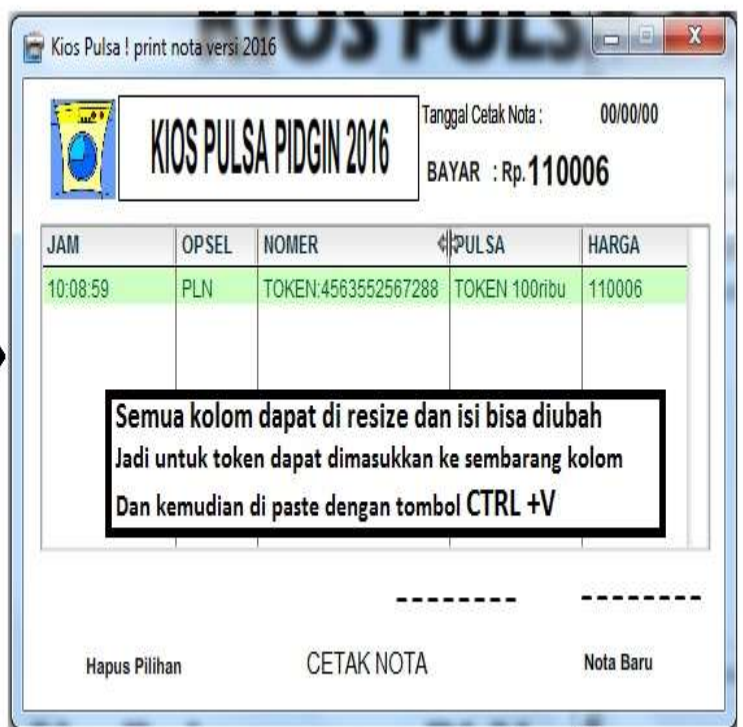 KIOS PULS
Kios Pulsa ! print nota versi 2016
KIOS PULSA PIDGIN 2016
Tanggal Cetak Nota : 00/00/00
BAYAR : Rp.110006
JAM OPSEL NOMER PULSA HARGA
10:08:59 PLN TOKEN:4563552567288 TOKEN 100ribu 110006
Semua kolom dapat di resize dan isi bisa diubah
Jadi untuk token dapat dimasukkan ke sembarang kolom
Dan kemudian di paste dengan tombol CTRL +V
Hapus Pilihan CETAK NOTA Nota Baru